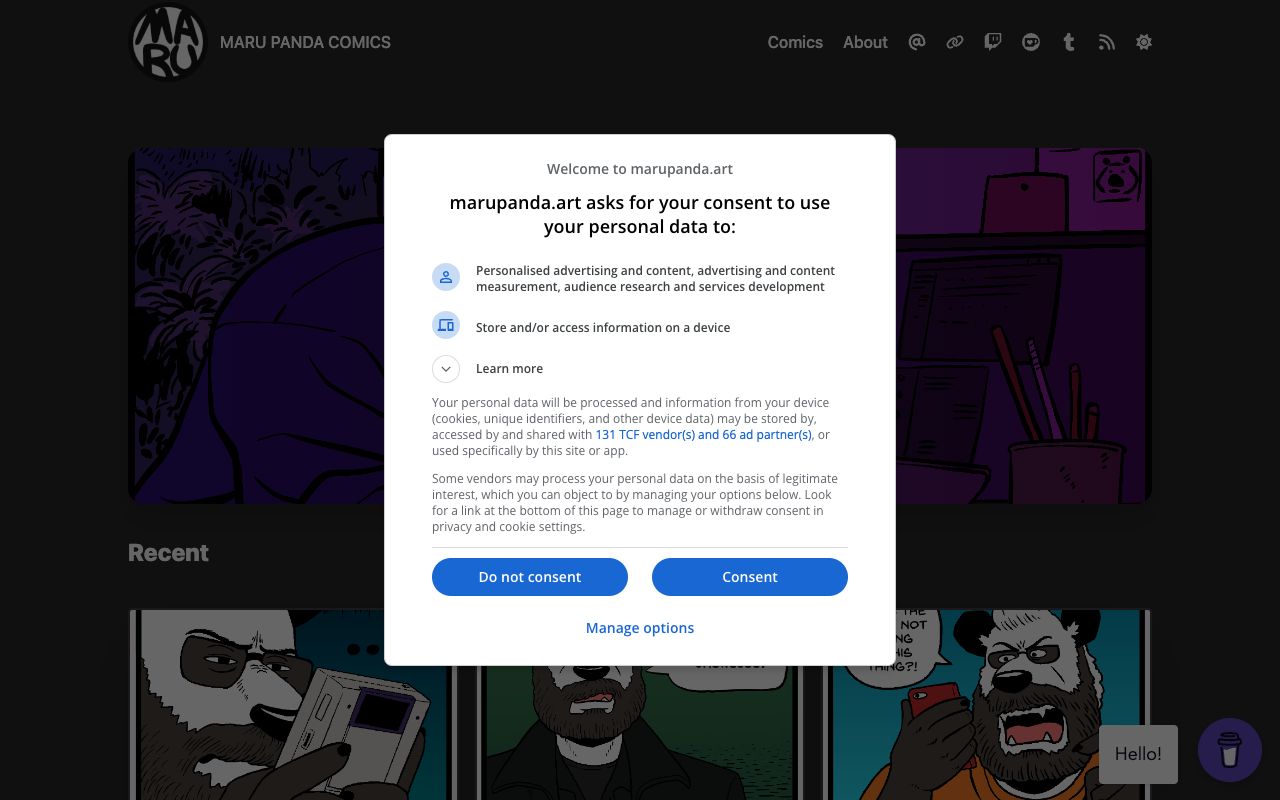 MARU
MARU PANDA COMICS
Comics
About
Welcome to marupanda.art
marupanda.art asks for your consent to use
your personal data to:
Personalised advertising and content, advertising and content
measurement, audience research and services development
Store and/or access information on a device
Learn more
Your personal data will be processed and information from your device
(cookies, unique identifiers, and other device data) may be stored by,
accessed by and shared with 131 TCF vendor(s) and 66 ad partner(s), or
used specifically by this site or app.
Some vendors may process your personal data on the basis of legitimate
interest, which you can object to by managing your options below. Look
for a link at the bottom of this page to manage or withdraw consent in
privacy and cookie settings.
Do not consent
Consent
Manage options
Recent
THE
NOT
THING?!
Hello!